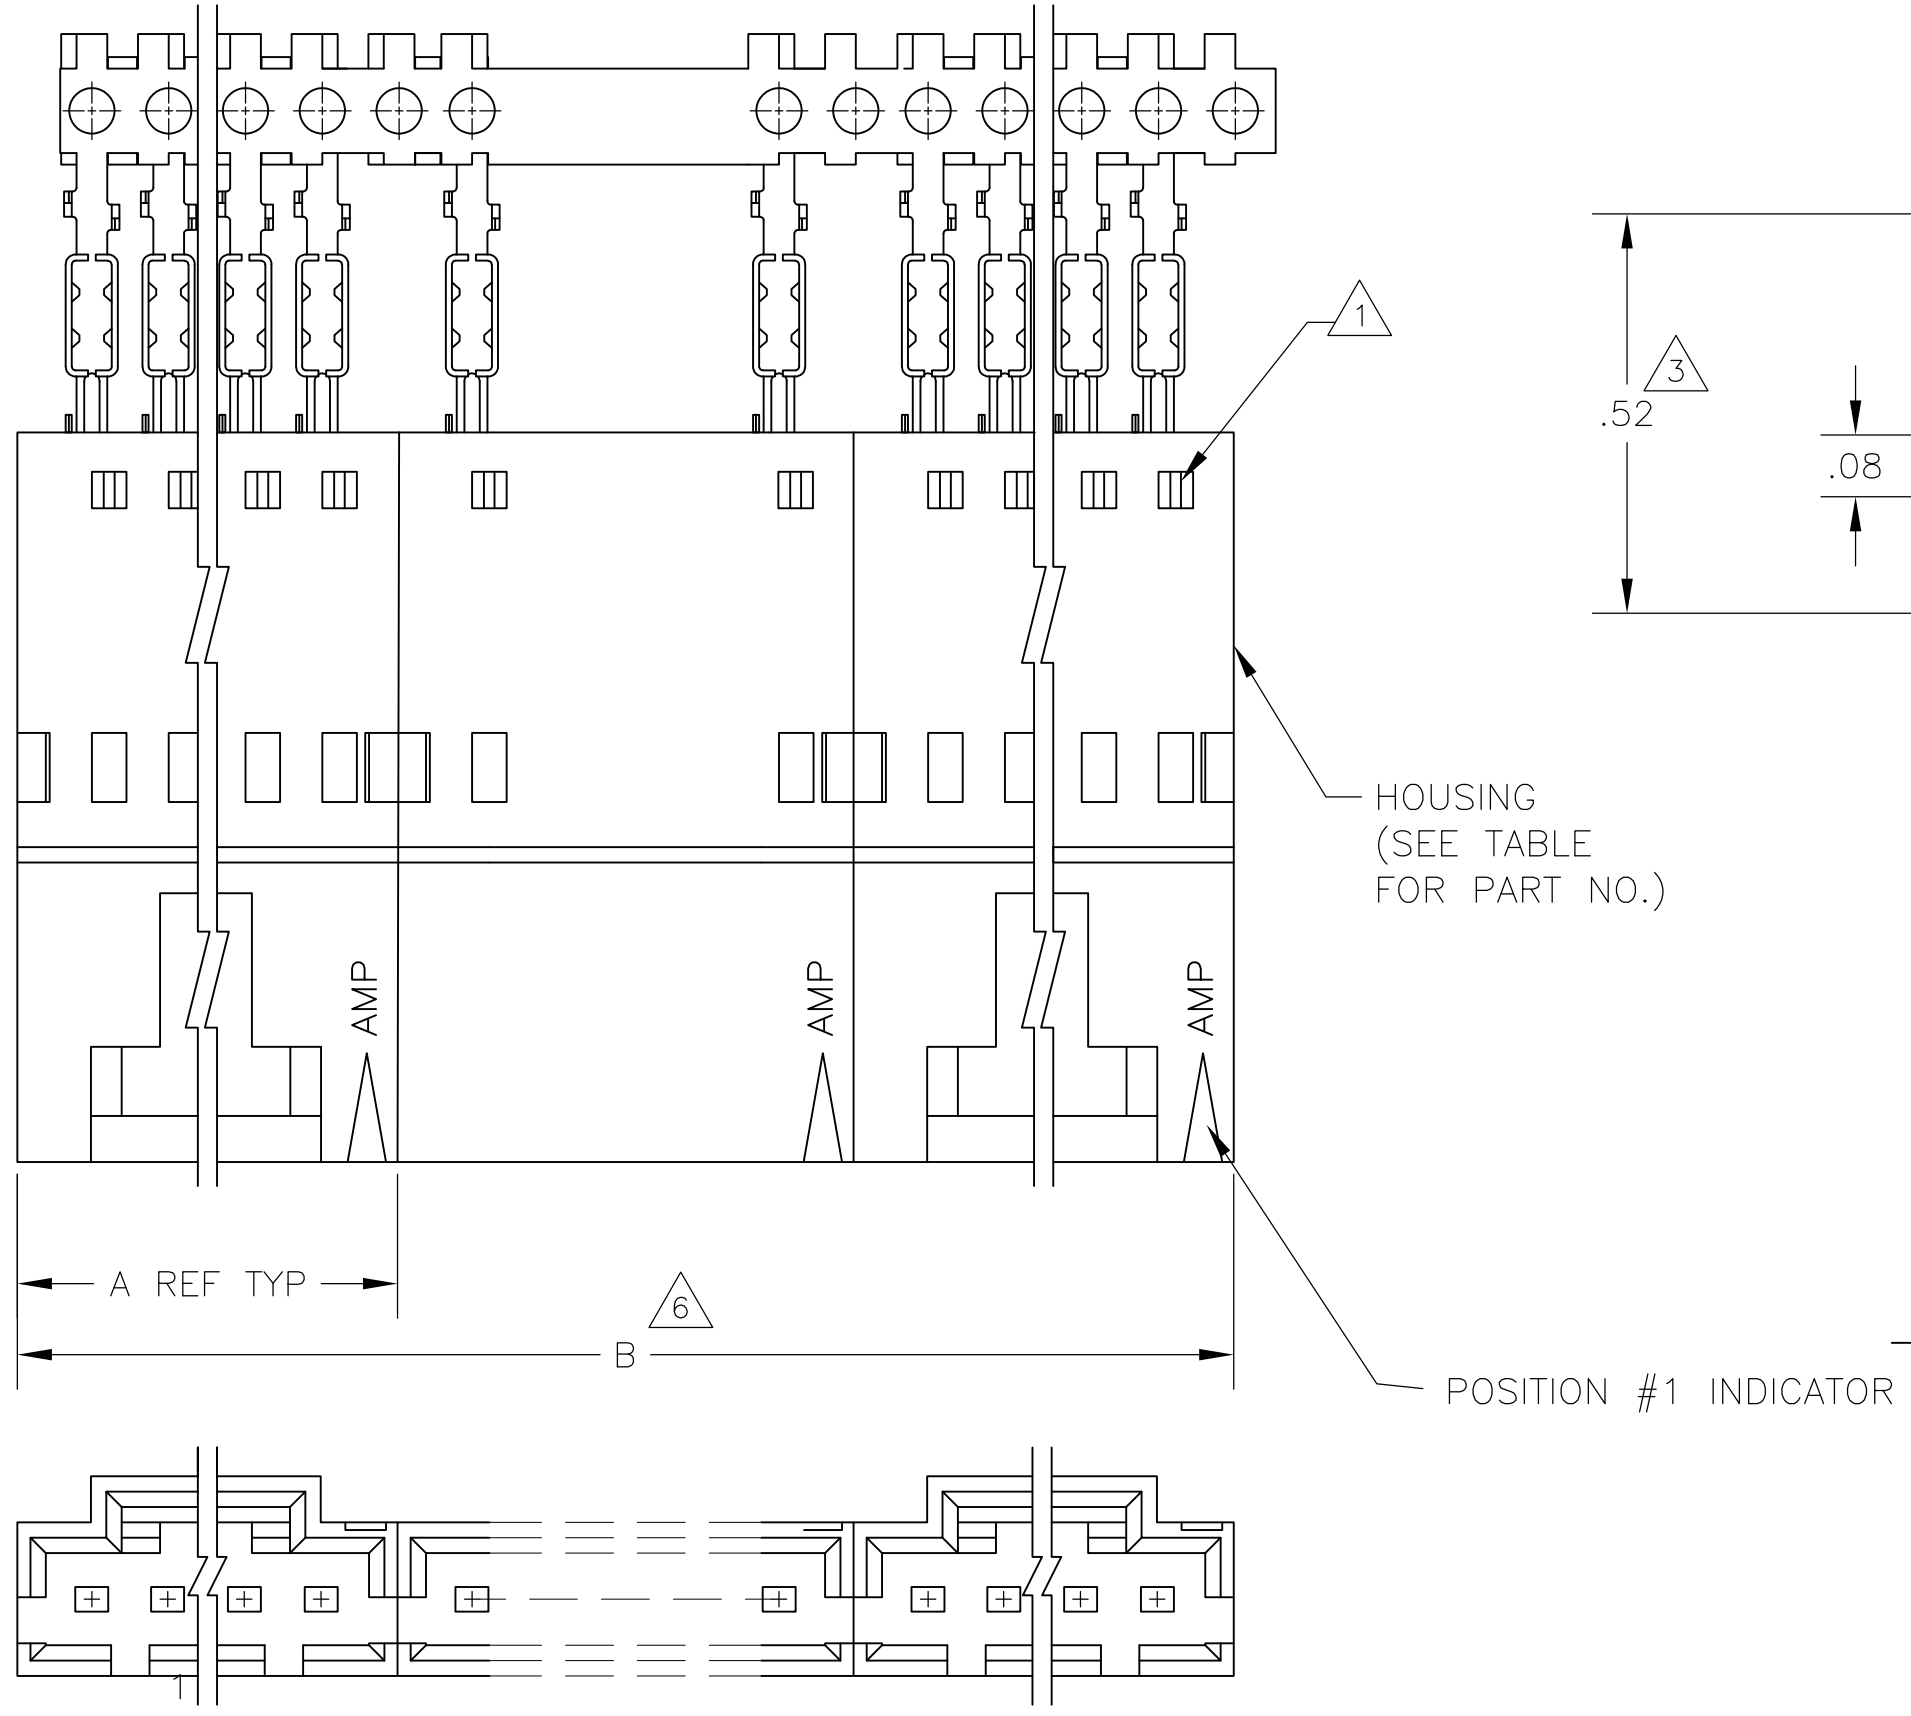 1
3
.52
.08
HOUSING
(SEE TABLE
FOR PART NO.)
AMP
AMP
AMP
A REF TYP
6
B
POSITION #1 INDICATOR
1